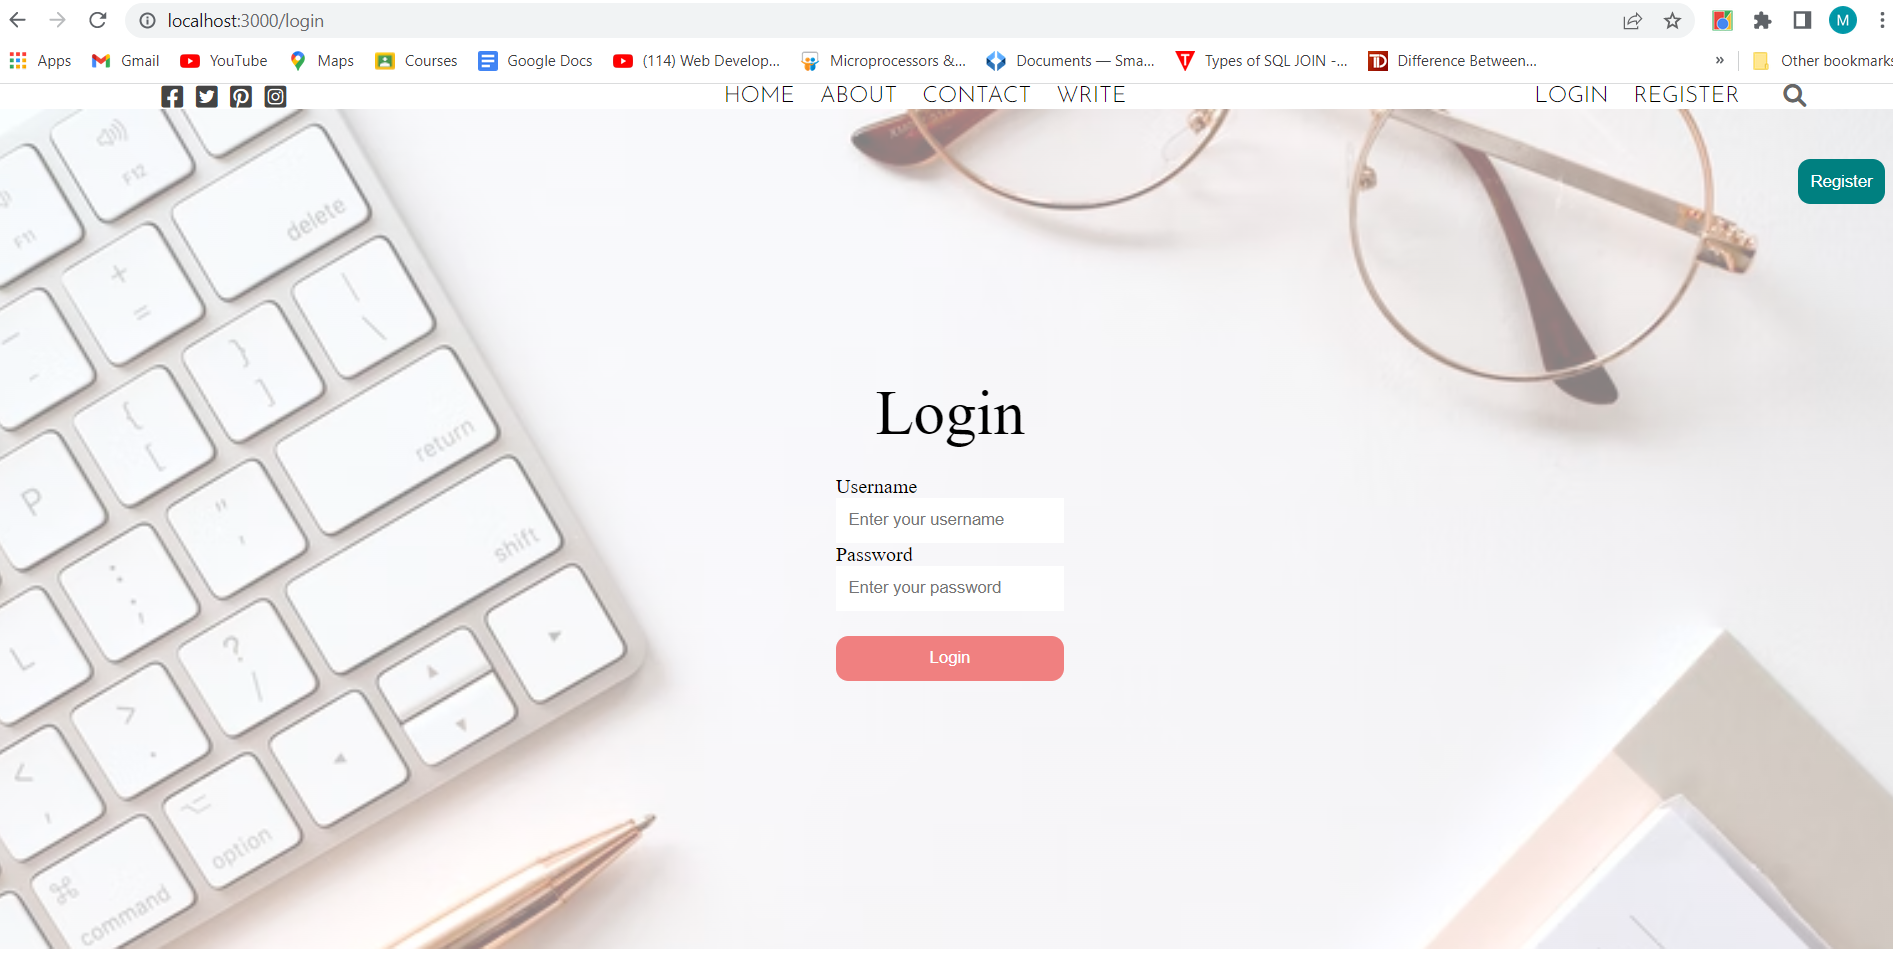 localhost:3000/login
M
Apps Gmail YouTube Maps Courses Google Docs (114) Web Develop... Microprocessors &... Documents — Sma... Types of SQL JOIN -... Difference Between... » Other bookmarks
HOME ABOUT CONTACT WRITE LOGIN REGISTER
Register
F12
F11
delete
+
=
|
\
-
}
]
{
[
return
P
"
,
shift
:
;
L
?
/
>
.
<
,
option
command
Login
Username
Enter your username
Password
Enter your password
Login